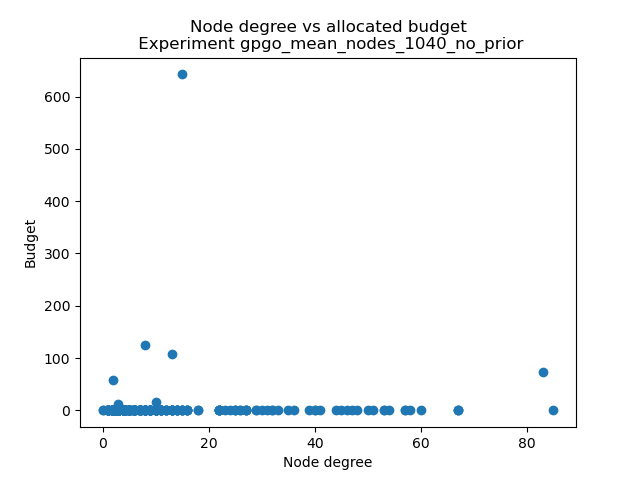 Node degree vs allocated budget
Experiment gpgo_mean_nodes_1040_no_prior
600
500
400
300
200
100
0
Budget
0 20 40 60 80
Node degree